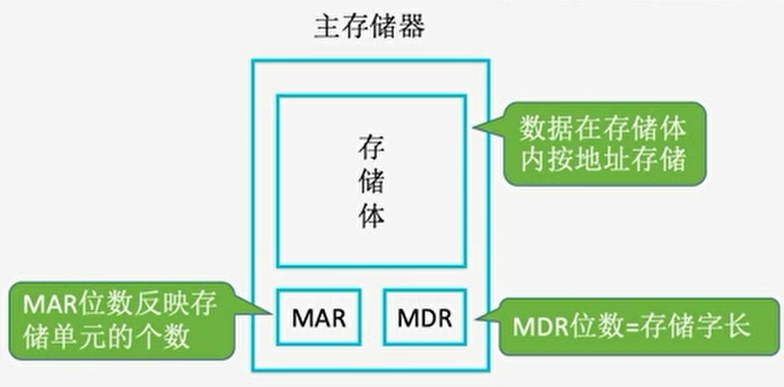 主存储器
数据在存储体
内按地址存储
存
储
体
MAR位数反映存
储单元的个数
MAR
MDR
MDR位数=存储字长